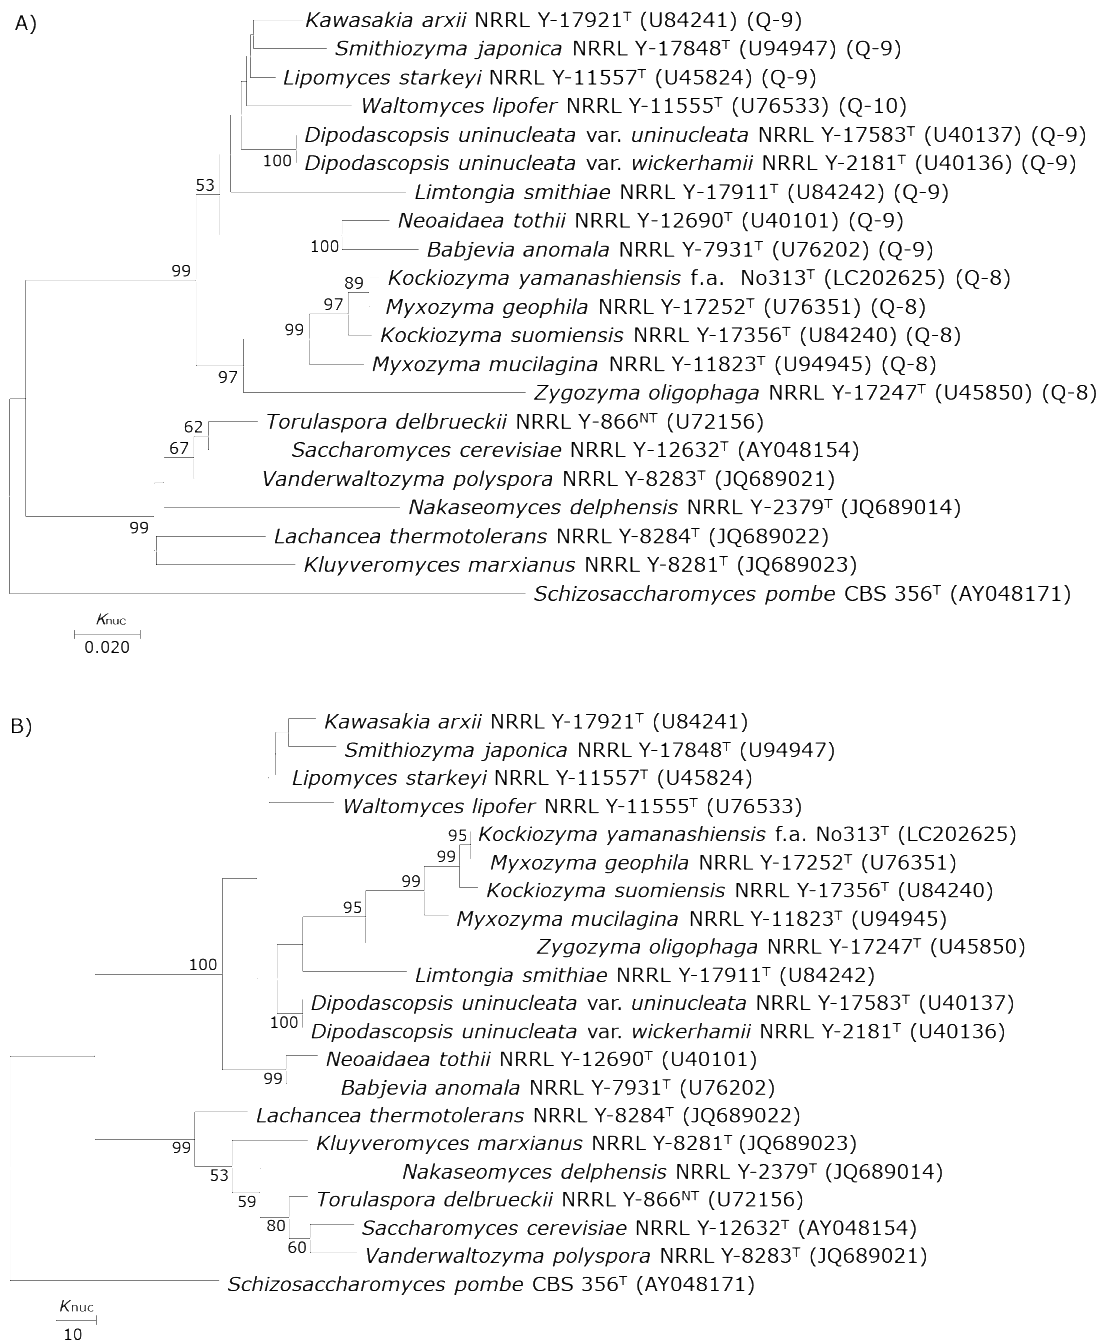 A)
Kawasakia arxii NRRL Y-17921T (U84241) (Q-9)
Smithiozyma japonica NRRL Y-17848T (U94947) (Q-9)
Lipomyces starkeyi NRRL Y-11557T (U45824) (Q-9)
Waltomyces lipofer NRRL Y-11555T (U76533) (Q-10)
Dipodascopsis uninucleata var. uninucleata NRRL Y-17583T (U40137) (Q-9)
100
Dipodascopsis uninucleata var. wickerhamii NRRL Y-2181T (U40136) (Q-9)
53
Limtongia smithiae NRRL Y-17911T (U84242) (Q-9)
Neoaidaea tothii NRRL Y-12690T (U40101) (Q-9)
100
Babjevia anomala NRRL Y-7931T (U76202) (Q-9)
99
89
Kockiozyma yamanashiensis f.a. No313T (LC202625) (Q-8)
97
Myxozyma geophila NRRL Y-17252T (U76351) (Q-8)
99
Kockiozyma suomiensis NRRL Y-17356T (U84240) (Q-8)
Myxozyma mucilagina NRRL Y-11823T (U94945) (Q-8)
97
Zygozyma oligophaga NRRL Y-17247T (U45850) (Q-8)
62
Torulaspora delbrueckii NRRL Y-866NT (U72156)
67
Saccharomyces cerevisiae NRRL Y-12632T (AY048154)
Vanderwaltozyma polyspora NRRL Y-8283T (JQ689021)
Nakaseomyces delphensis NRRL Y-2379T (JQ689014)
99
Lachancea thermotolerans NRRL Y-8284T (JQ689022)
Kluyveromyces marxianus NRRL Y-8281T (JQ689023)
Schizosaccharomyces pombe CBS 356T (AY048171)
Knuc
0.020
B)
Kawasakia arxii NRRL Y-17921T (U84241)
Smithiozyma japonica NRRL Y-17848T (U94947)
Lipomyces starkeyi NRRL Y-11557T (U45824)
Waltomyces lipofer NRRL Y-11555T (U76533)
95
Kockiozyma yamanashiensis f.a. No313T (LC202625)
99
Myxozyma geophila NRRL Y-17252T (U76351)
99
Kockiozyma suomiensis NRRL Y-17356T (U84240)
95
Myxozyma mucilagina NRRL Y-11823T (U94945)
Zygozyma oligophaga NRRL Y-17247T (U45850)
100
Limtongia smithiae NRRL Y-17911T (U84242)
Dipodascopsis uninucleata var. uninucleata NRRL Y-17583T (U40137)
100
Dipodascopsis uninucleata var. wickerhamii NRRL Y-2181T (U40136)
Neoaidaea tothii NRRL Y-12690T (U40101)
99
Babjevia anomala NRRL Y-7931T (U76202)
Lachancea thermotolerans NRRL Y-8284T (JQ689022)
99
Kluyveromyces marxianus NRRL Y-8281T (JQ689023)
53
Nakaseomyces delphensis NRRL Y-2379T (JQ689014)
59
Torulaspora delbrueckii NRRL Y-866NT (U72156)
80
Saccharomyces cerevisiae NRRL Y-12632T (AY048154)
60
Vanderwaltozyma polyspora NRRL Y-8283T (JQ689021)
Schizosaccharomyces pombe CBS 356T (AY048171)
Knuc
10